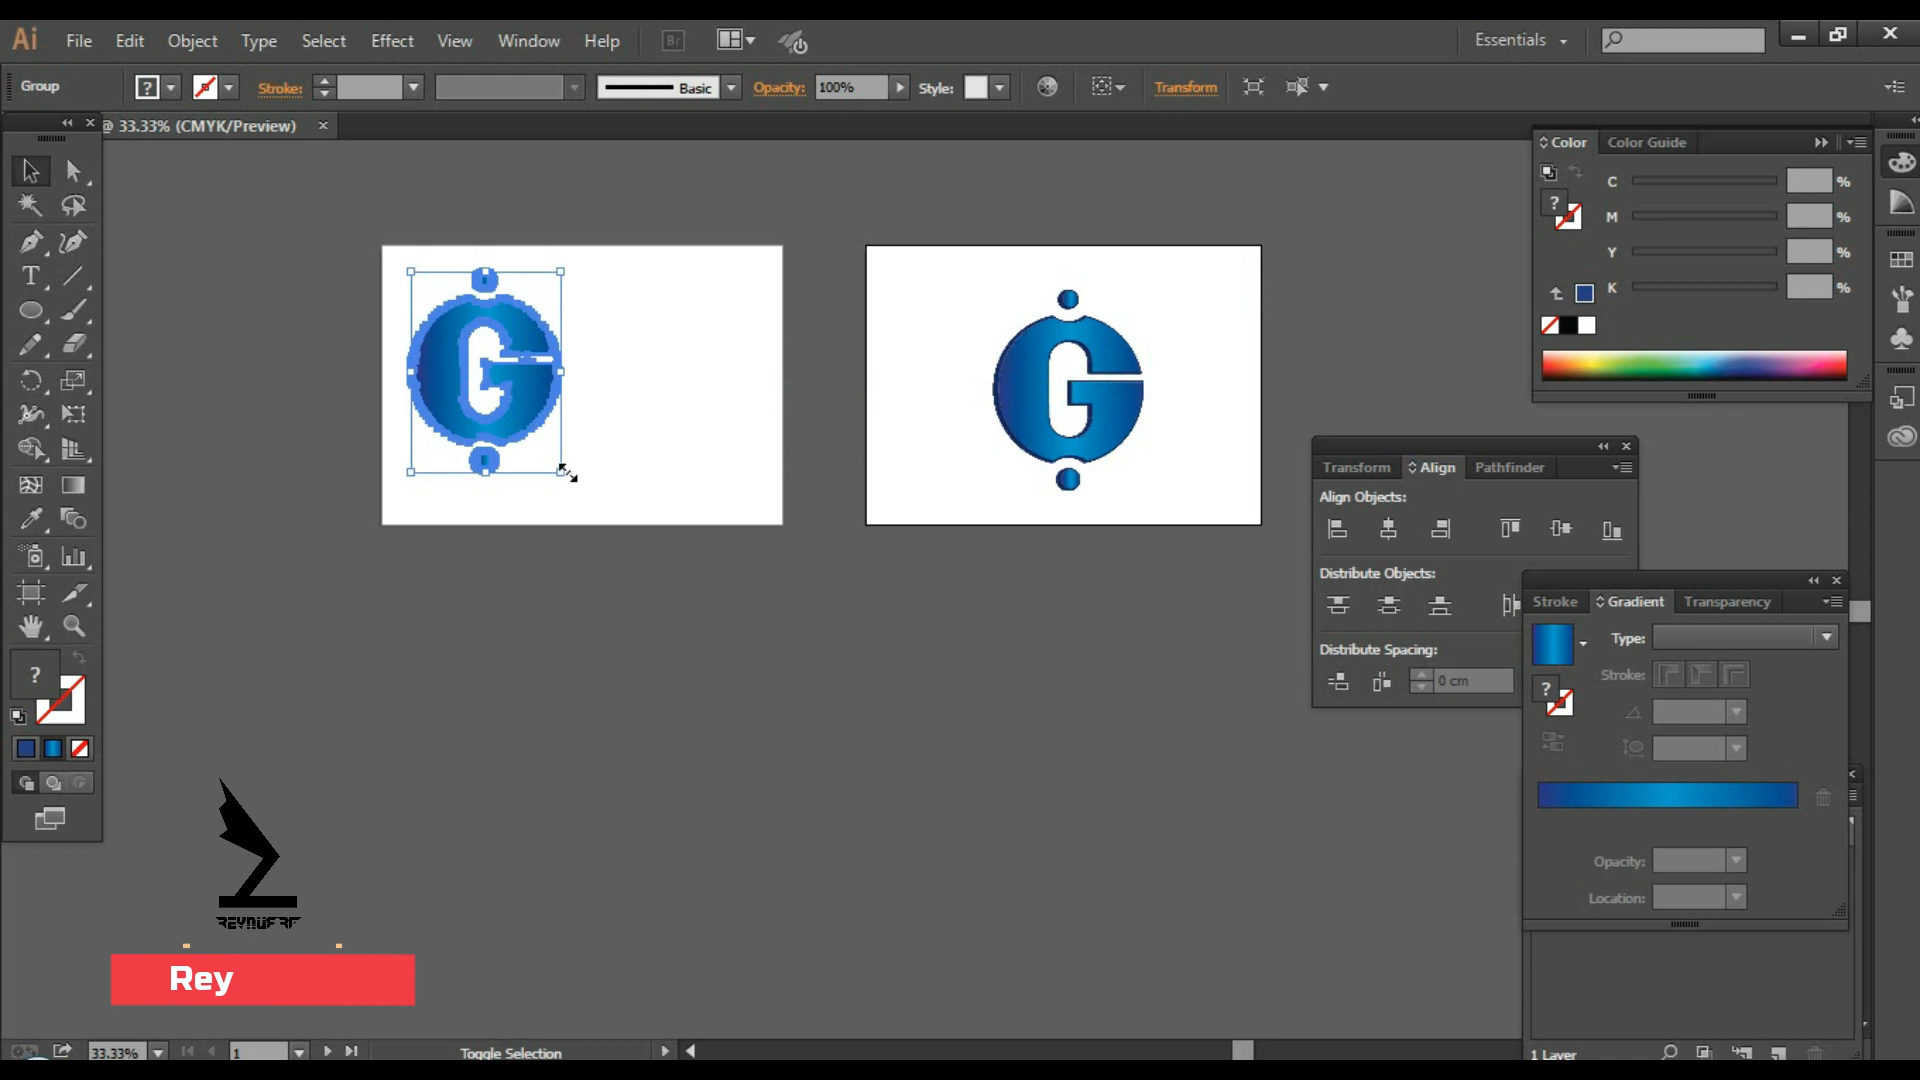 Ai File Edit Object Type Select Effect View Window Help Br Essentials
Group Stroke: Basic Opacity: 100% Style: Transform
@ 33.33% (CMYK/Preview)
Color Color Guide
C %
M %
Y %
K %
G G
Transform Align Pathfinder
Align Objects:
Distribute Objects:
Distribute Spacing:
0 cm
Stroke Gradient Transparency
Type:
Stroke:
Opacity:
Location:
Rey
33.33% 1 Toggle Selection
1 Layer